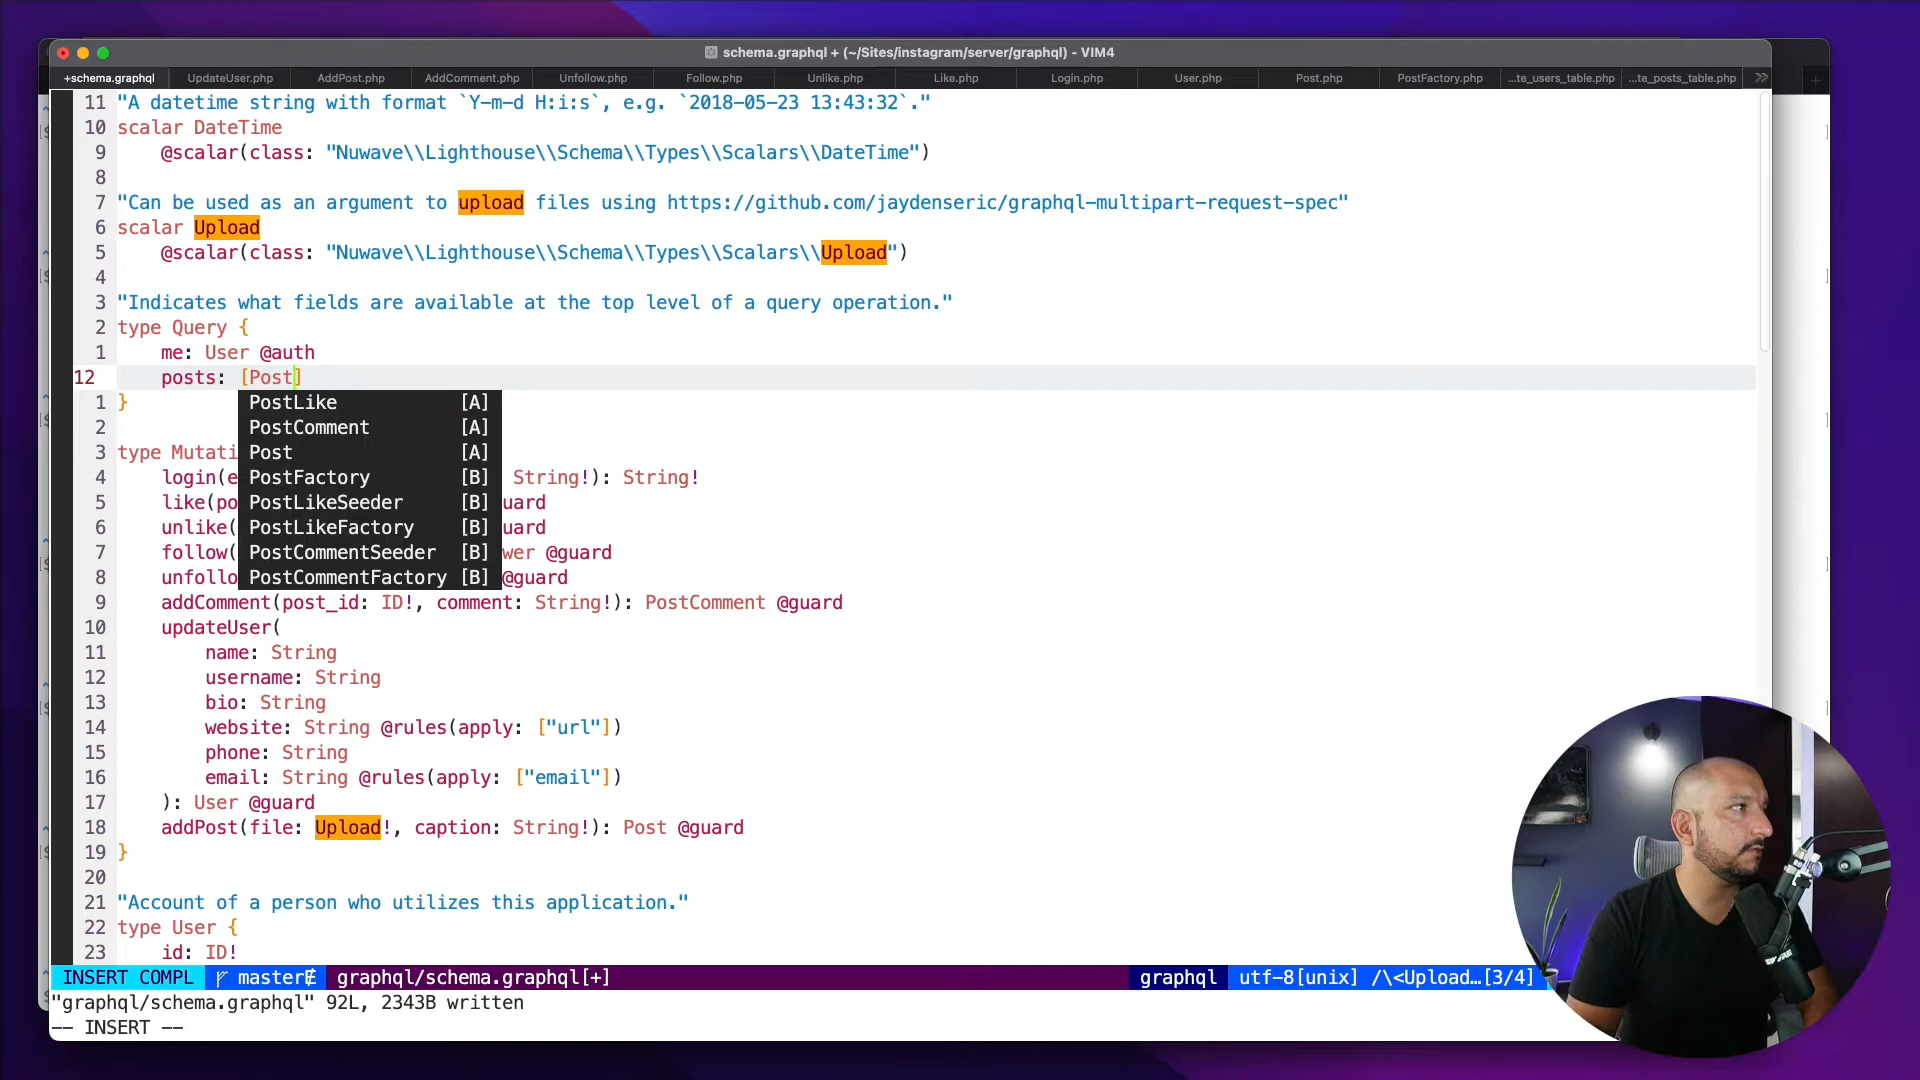 schema.graphql + (~/Sites/instagram/server/graphql) - VIM4
+schema.graphql UpdateUser.php AddPost.php AddComment.php Unfollow.php Follow.php Unlike.php Like.php Login.php User.php Post.php PostFactory.php ...te_users_table.php ...te_posts_table.php >> +
11 "A datetime string with format `Y-m-d H:i:s`, e.g. `2018-05-23 13:43:32`."
10 scalar DateTime
9 @scalar(class: "Nuwave\\Lighthouse\\Schema\\Types\\Scalars\\DateTime")
8
7 "Can be used as an argument to upload files using https://github.com/jaydenseric/graphql-multipart-request-spec"
6 scalar Upload
5 @scalar(class: "Nuwave\\Lighthouse\\Schema\\Types\\Scalars\\Upload")
4
3 "Indicates what fields are available at the top level of a query operation."
2 type Query {
1 me: User @auth
12 posts: [Post]
1 } PostLike [A]
2 PostComment [A]
3 type Mutati Post [A]
4 login(e PostFactory [B] String!): String!
5 like(po PostLikeSeeder [B] uard
6 unlike( PostLikeFactory [B] uard
7 follow( PostCommentSeeder [B] wer @guard
8 unfollo PostCommentFactory [B] @guard
9 addComment(post_id: ID!, comment: String!): PostComment @guard
10 updateUser(
11 name: String
12 username: String
13 bio: String
14 website: String @rules(apply: ["url"])
15 phone: String
16 email: String @rules(apply: ["email"])
17 ): User @guard
18 addPost(file: Upload!, caption: String!): Post @guard
19 }
20
21 "Account of a person who utilizes this application."
22 type User {
23 id: ID!
INSERT COMPL master graphql/schema.graphql[+] graphql utf-8[unix] /\<Upload…[3/4]
"graphql/schema.graphql" 92L, 2343B written
-- INSERT --